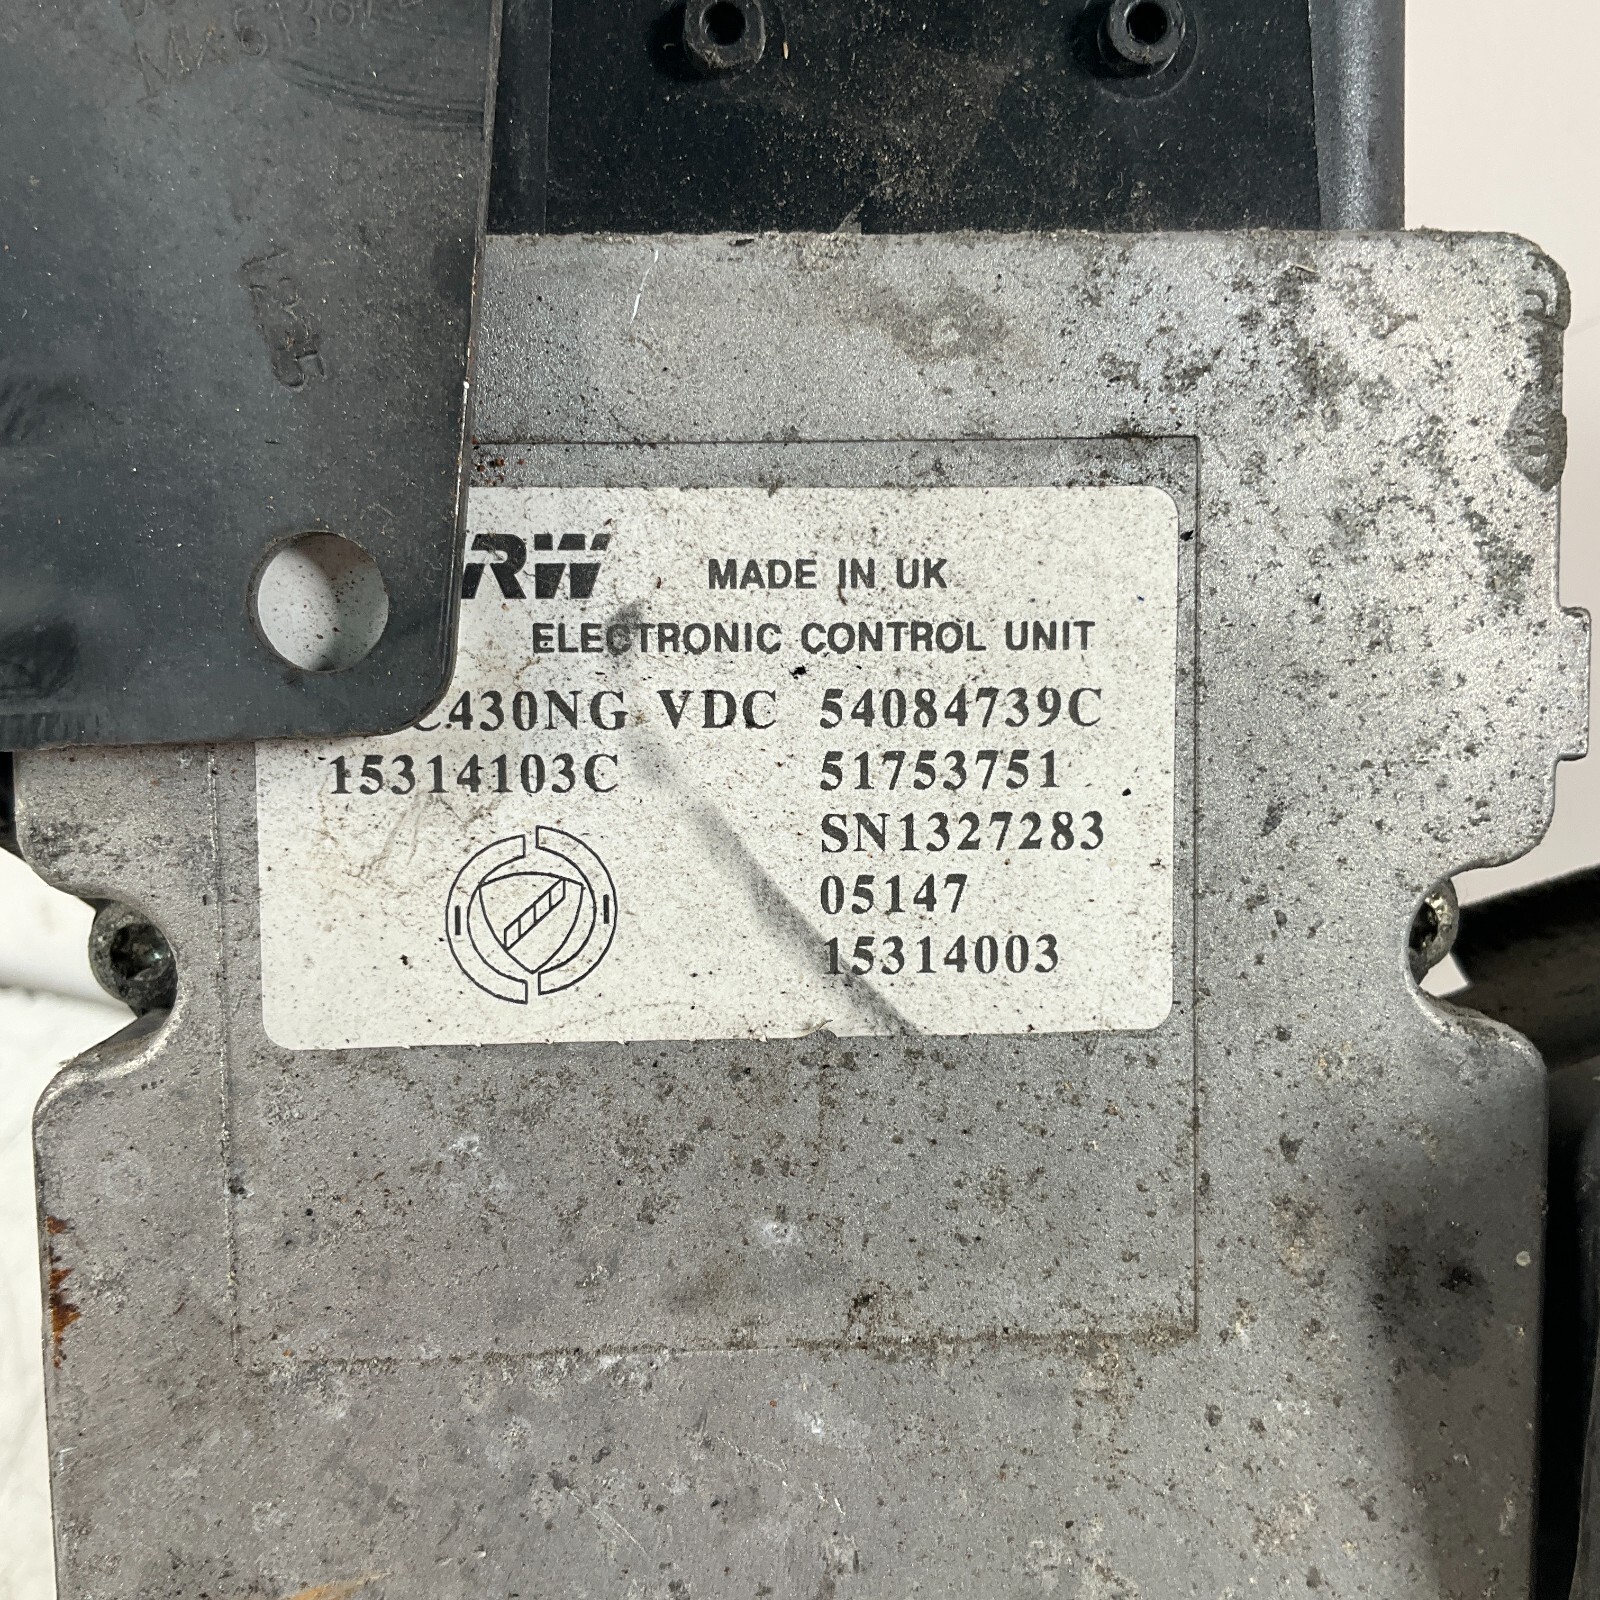 RW
MADE IN UK
ELECTRONIC CONTROL UNIT
C430NG VDC 54084739C
15314103C 51753751
SN1327283
05147
15314003